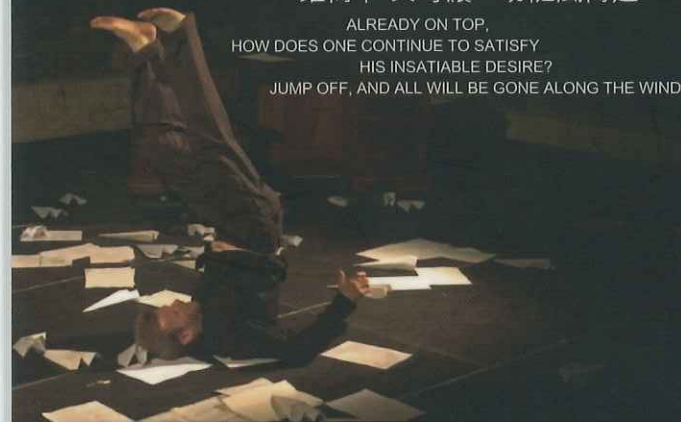 ALREADY ON TOP,
HOW DOES ONE CONTINUE TO SATISFY
HIS INSATIABLE DESIRE?
JUMP OFF, AND ALL WILL BE GONE ALONG THE WIND